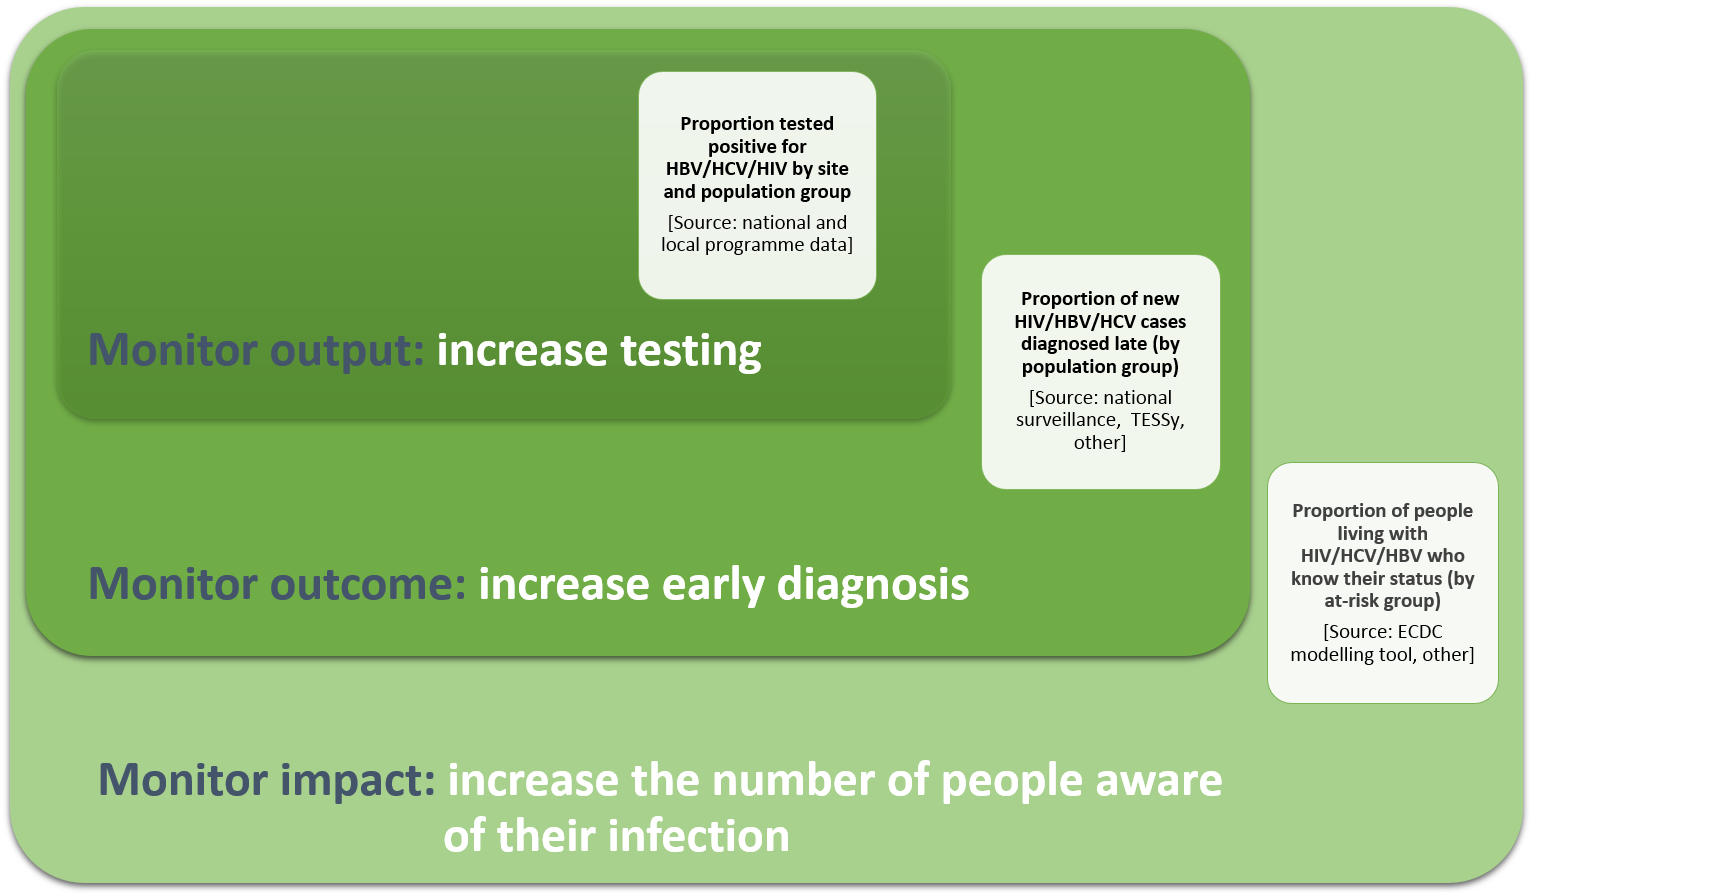 Proportion tested
positive for
HBV/HCV/HIV by site
and population group
[Source: national and
local programme data]
Monitor output: increase testing
Proportion of new
HIV/HBV/HCV cases
diagnosed late (by
population group)
[Source: national
surveillance, TESSy,
other]
Monitor outcome: increase early diagnosis
Proportion of people
living with
HIV/HCV/HBV who
know their status (by
at-risk group)
[Source: ECDC
modelling tool, other]
Monitor impact: increase the number of people aware
of their infection